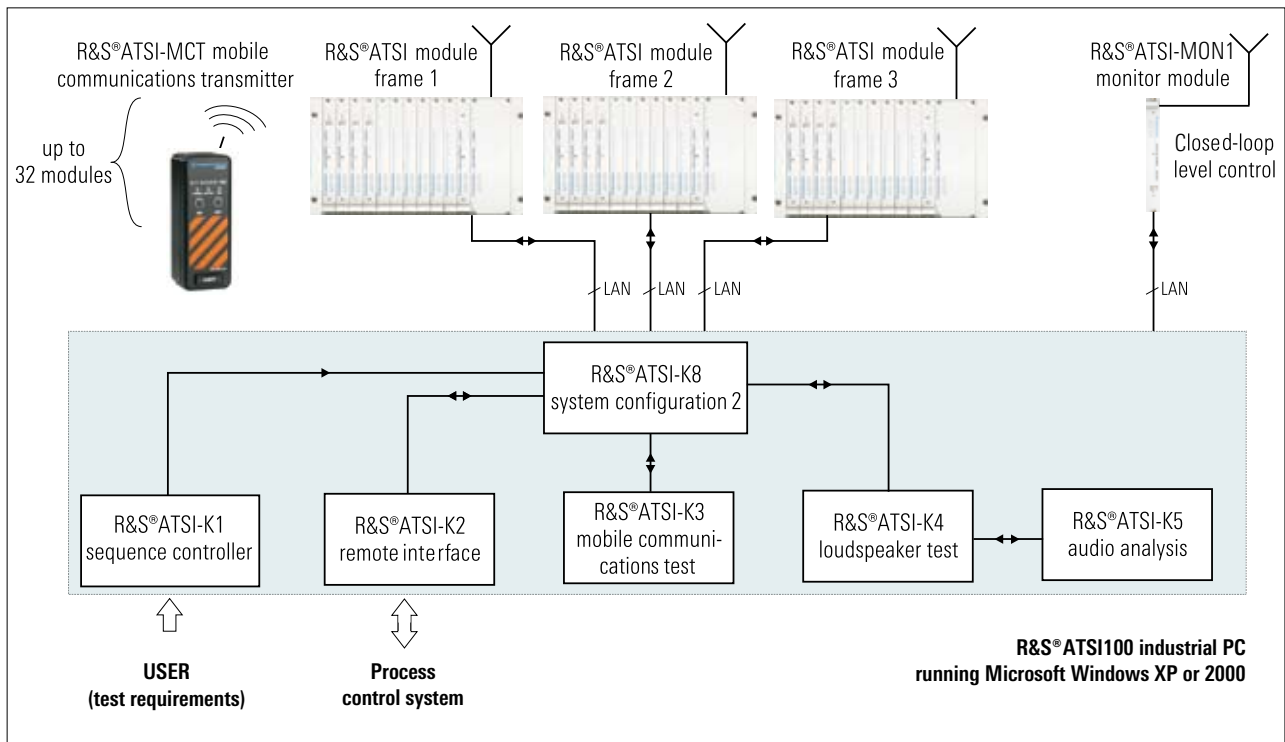 R&S®ATSI-MCT mobile
communications transmitter
up to
32 modules
R&S®ATSI module
frame 1
R&S®ATSI module
frame 2
R&S®ATSI module
frame 3
R&S®ATSI-MON1
monitor module
Closed-loop
level control
LAN
LAN
LAN
LAN
R&S®ATSI-K8
system configuration 2
R&S®ATSI-K1
sequence controller
R&S®ATSI-K2
remote interface
R&S®ATSI-K3
mobile communi-
cations test
R&S®ATSI-K4
loudspeaker test
R&S®ATSI-K5
audio analysis
USER
(test requirements)
Process
control system
R&S®ATSI100 industrial PC
running Microsoft Windows XP or 2000